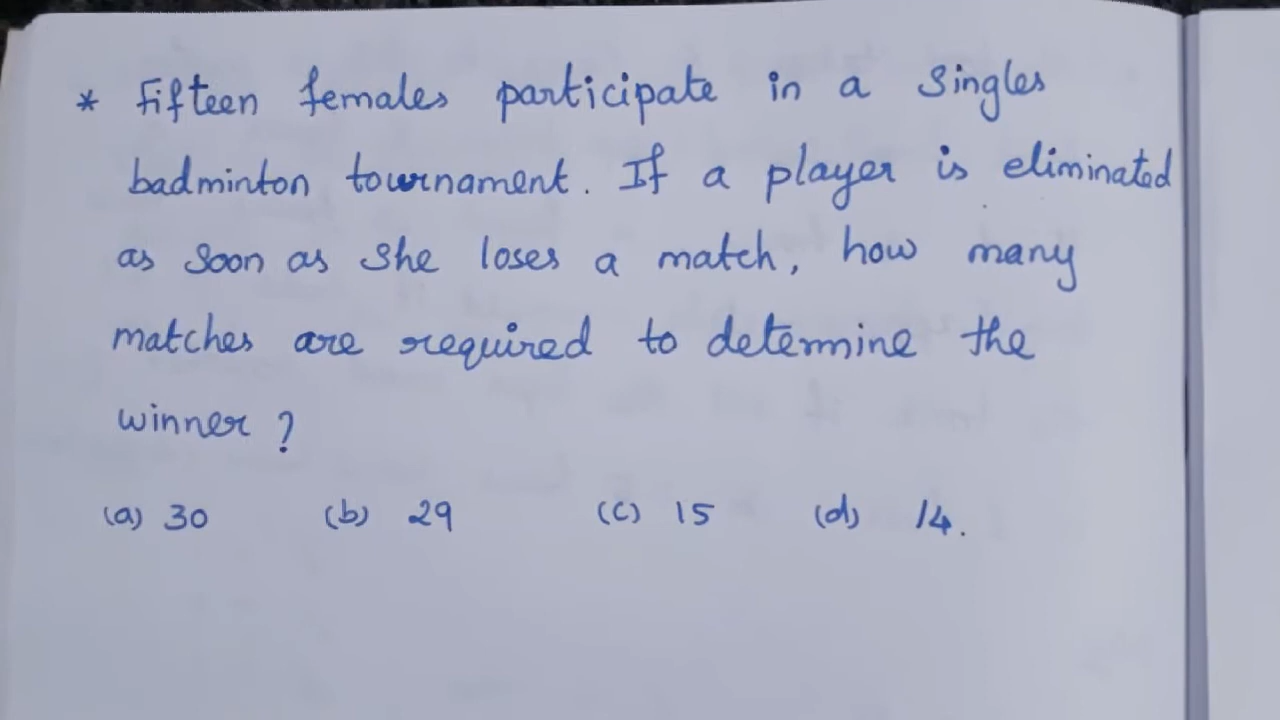 * Fifteen females participate in a Singles
badminton tournament. If a player is eliminated
as soon as she loses a match, how many
matches are required to determine the
winner ?
(a) 30 (b) 29 (c) 15 (d) 14.